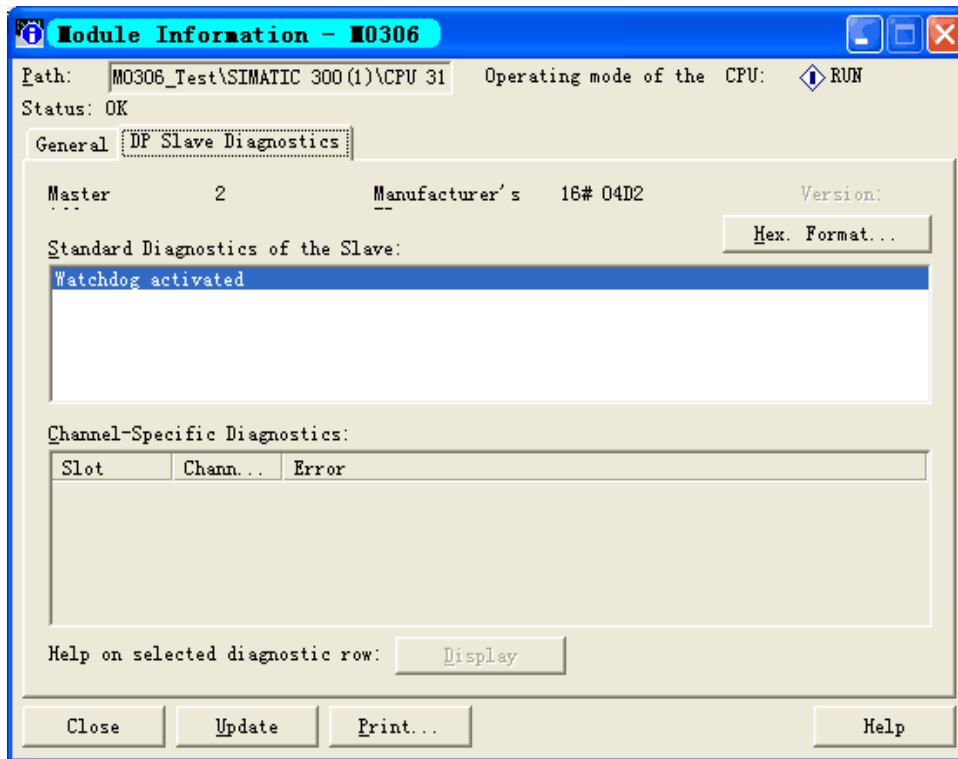 Module Information - M0306
Path: M0306_Test\SIMATIC 300(1)\CPU 31 Operating mode of the CPU: RUN
Status: OK
General DP Slave Diagnostics
Master 2 Manufacturer's 16# 04D2 Version:
Hex. Format...
Standard Diagnostics of the Slave:
Watchdog activated
Channel-Specific Diagnostics:
Slot Chann... Error
Help on selected diagnostic row: Display
Close Update Print... Help